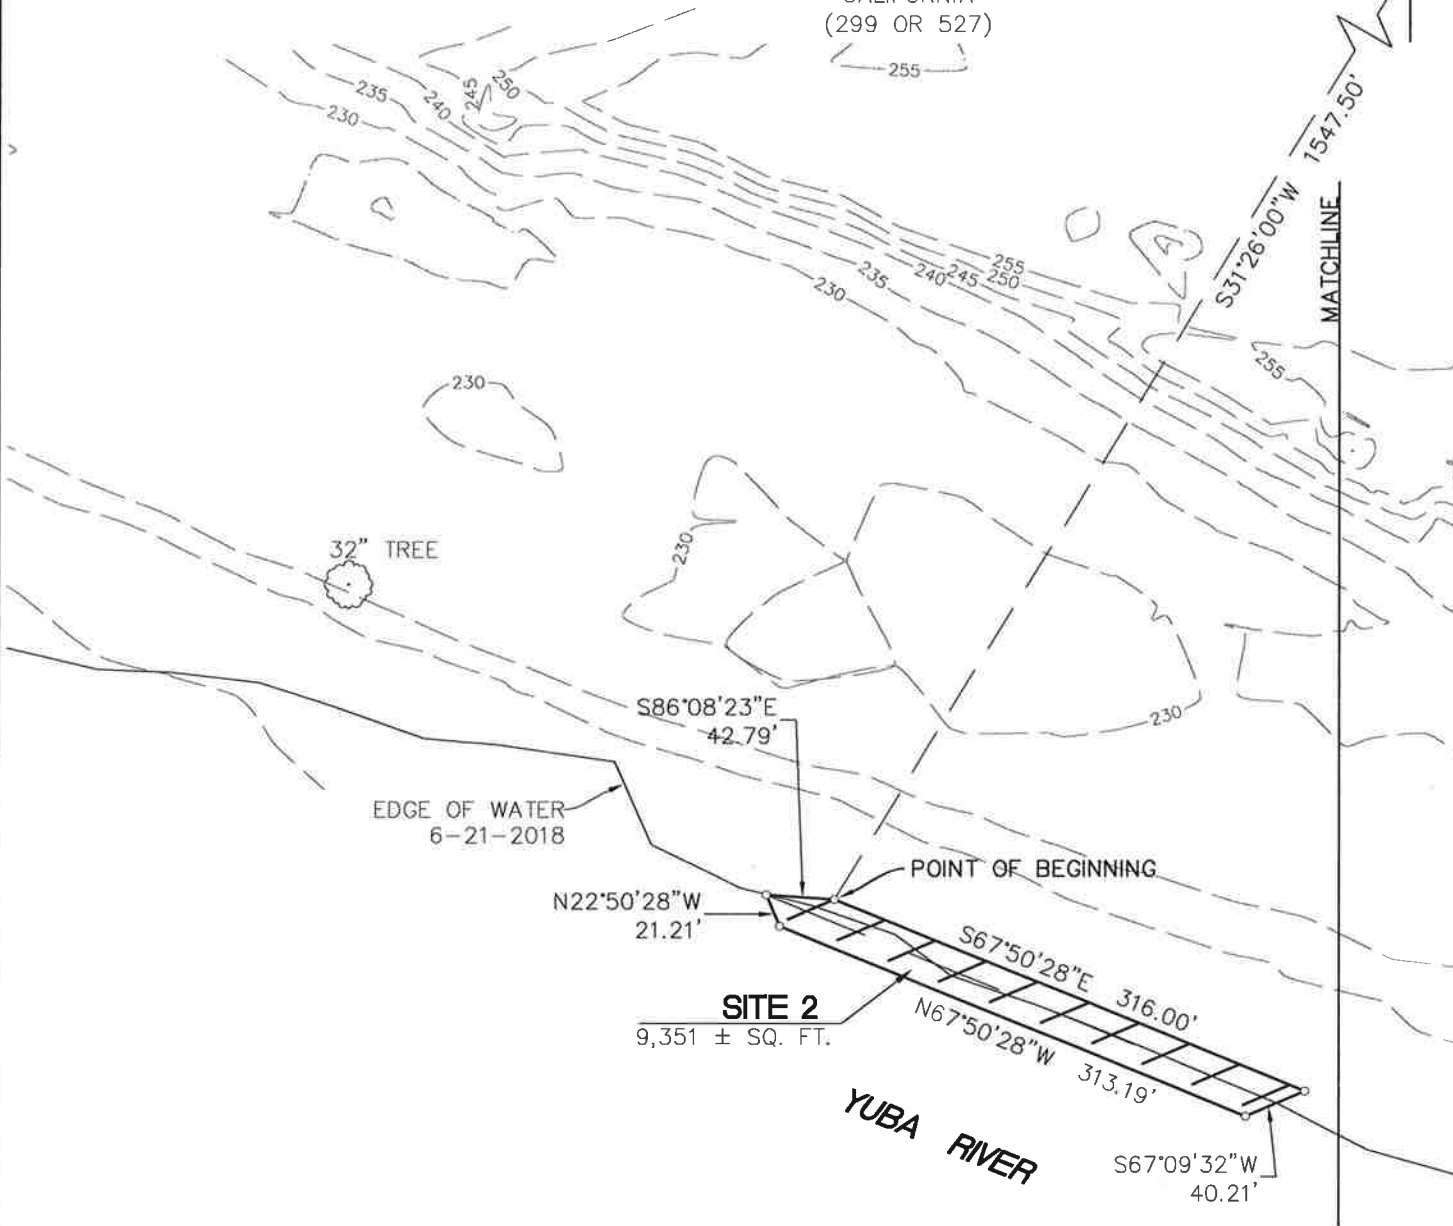 (299 OR 527)
255
245
250
235
240
230
1547.50'
S31°26'00"W
MATCHLINE
255
250
245
240
235
230
255
230
230
32" TREE
230
S86°08'23"E
42.79'
EDGE OF WATER
6-21-2018
POINT OF BEGINNING
N22°50'28"W
21.21'
S67°50'28"E 316.00'
SITE 2
9,351 ± SQ. FT.
N67°50'28"W 313.19'
YUBA RIVER
S67°09'32"W
40.21'